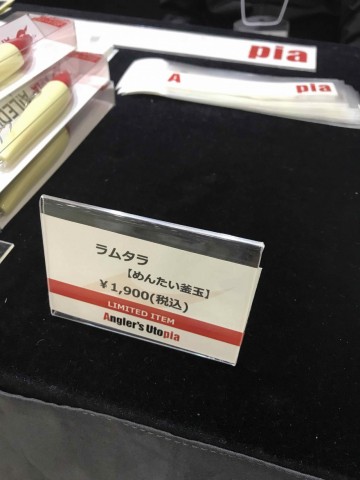 pia
A pia
ラムタラ
【めんたい釜玉】
¥1,900(税込)
LIMITED ITEM
Angler's Utopia